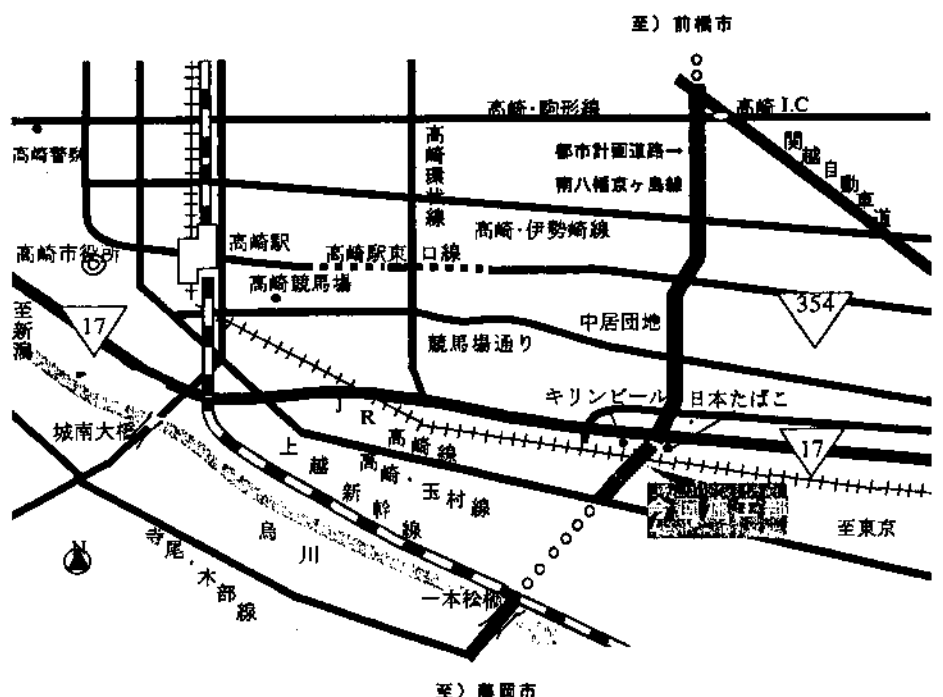 至）前橋市
高崎・駒形線
高崎I.C
高崎警察
高崎環状線
都市計画道路→
南八幡京ヶ島線
関越自動車道
高崎駅
高崎・伊勢崎線
高崎市役所
高崎駅東口線
高崎競馬場
354
至新潟
17
中居団地
競馬場通り
キリンビール
日本たばこ
城南大橋
JR高崎線
17
高崎・玉村線
上越新幹線
至東京
烏川
N
寺尾・木部線
一本松橋
至）藤岡市